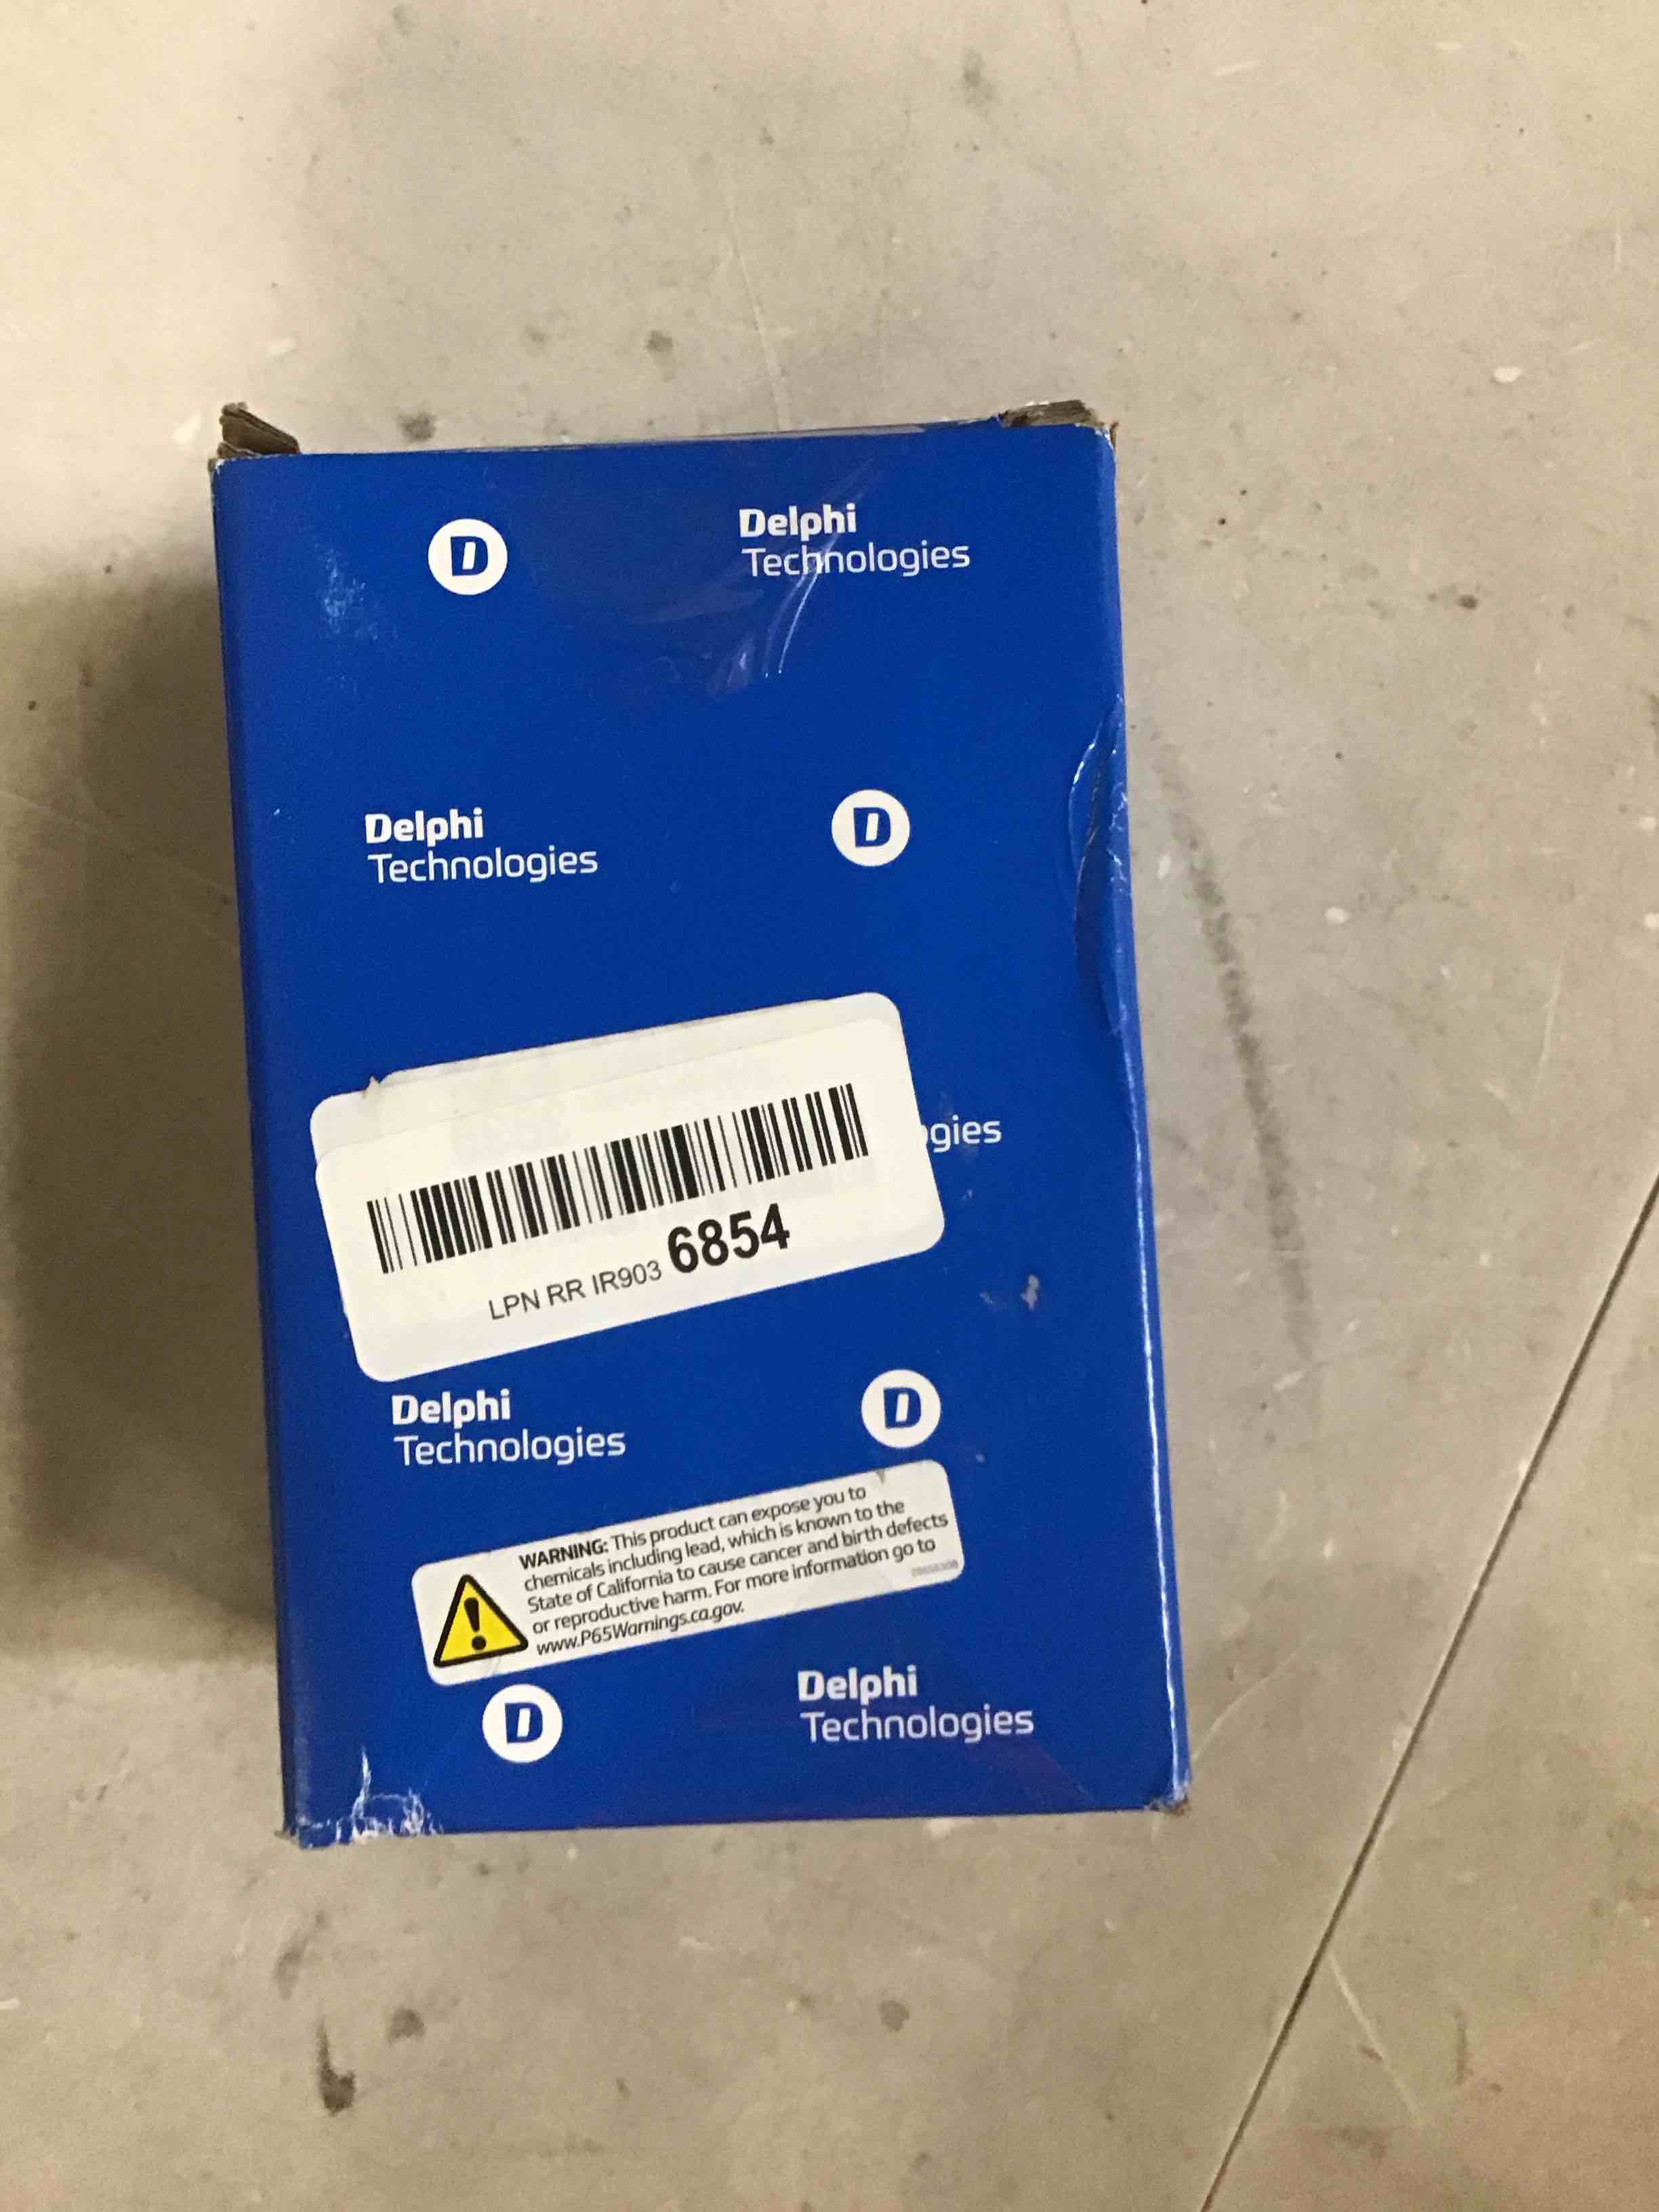 D
Delphi
Technologies
Delphi
Technologies
D
gies
LPN RR IR903 6854
Delphi
Technologies
D
WARNING: This product can expose you to
chemicals including lead, which is known to the
State of California to cause cancer and birth defects
or reproductive harm. For more information go to
www.P65Warnings.ca.gov.
D
Delphi
Technologies